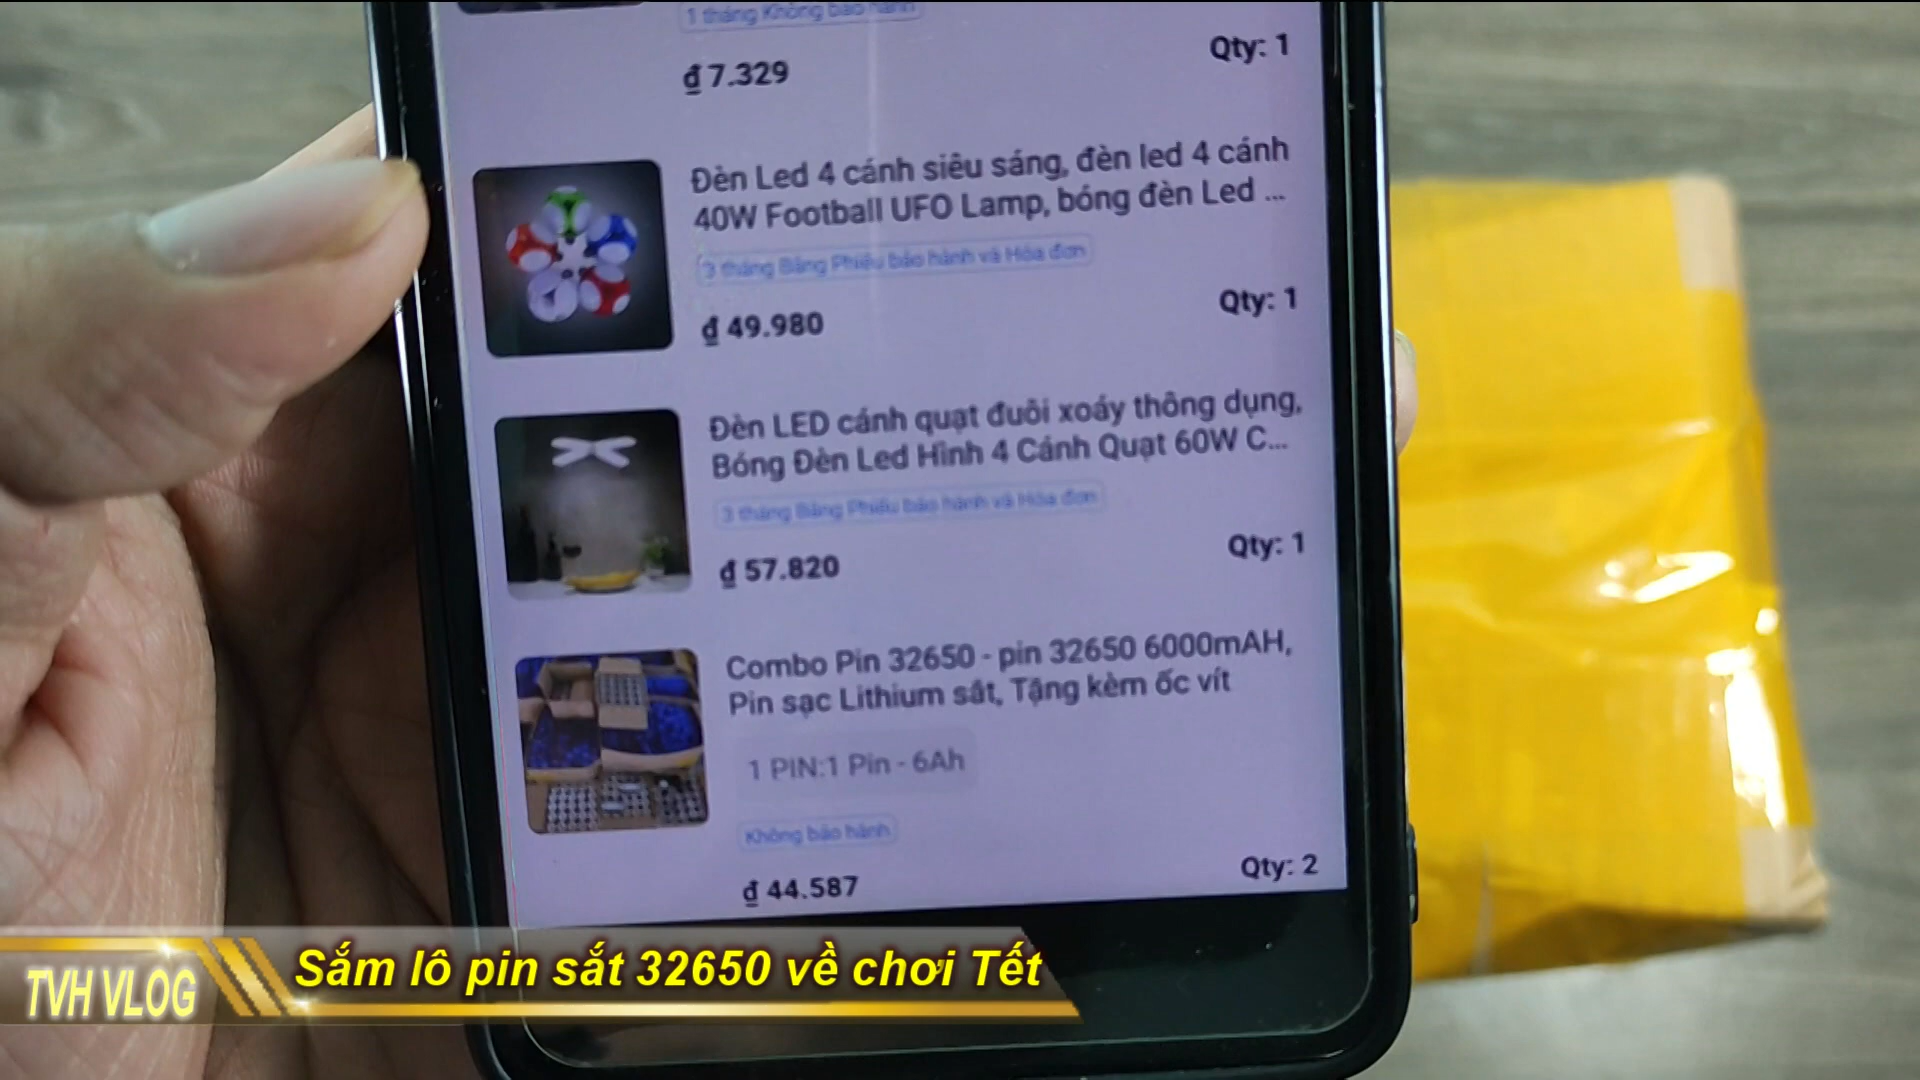 1 tháng Không bảo hành
Qty: 1
₫ 7.329
Đèn Led 4 cánh siêu sáng, đèn led 4 cánh
40W Football UFO Lamp, bóng đèn Led ...
3 tháng Bằng Phiếu bảo hành và Hóa đơn
Qty: 1
₫ 49.980
Đèn LED cánh quạt đuôi xoáy thông dụng,
Bóng Đèn Led Hình 4 Cánh Quạt 60W C...
3 tháng Bằng Phiếu bảo hành và Hóa đơn
Qty: 1
₫ 57.820
Combo Pin 32650 - pin 32650 6000mAH,
Pin sạc Lithium sắt, Tặng kèm ốc vít
1 PIN:1 Pin - 6Ah
Không bảo hành
Qty: 2
₫ 44.587
Sắm lô pin sắt 32650 về chơi Tết
TVH VLOG